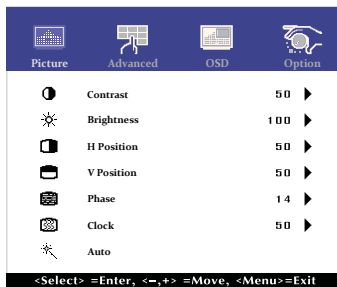 Picture Advanced OSD Option
Contrast 50
Brightness 100
H Position 50
V Position 50
Phase 14
Clock 50
Auto
<Select> =Enter, <–,+> =Move, <Menu>=Exit